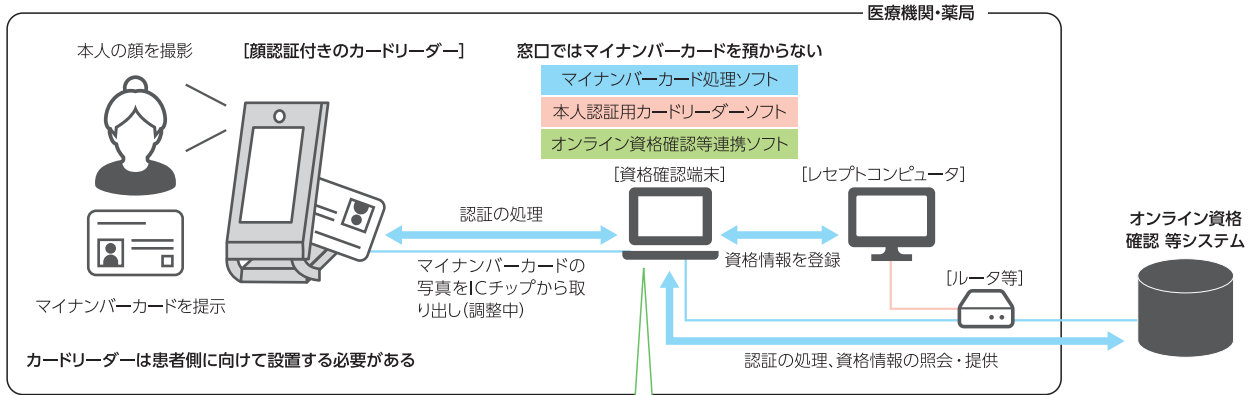 医療機関・薬局
本人の顔を撮影
[顔認証付きのカードリーダー]
窓口ではマイナンバーカードを預からない
マイナンバーカード処理ソフト
本人認証用カードリーダーソフト
オンライン資格確認等連携ソフト
[資格確認端末]
[レセプトコンピュータ]
認証の処理
資格情報を登録
オンライン資格
確認 等システム
マイナンバーカードの
写真をICチップから取
り出し(調整中)
[ルータ等]
マイナンバーカードを提示
カードリーダーは患者側に向けて設置する必要がある
認証の処理、資格情報の照会・提供